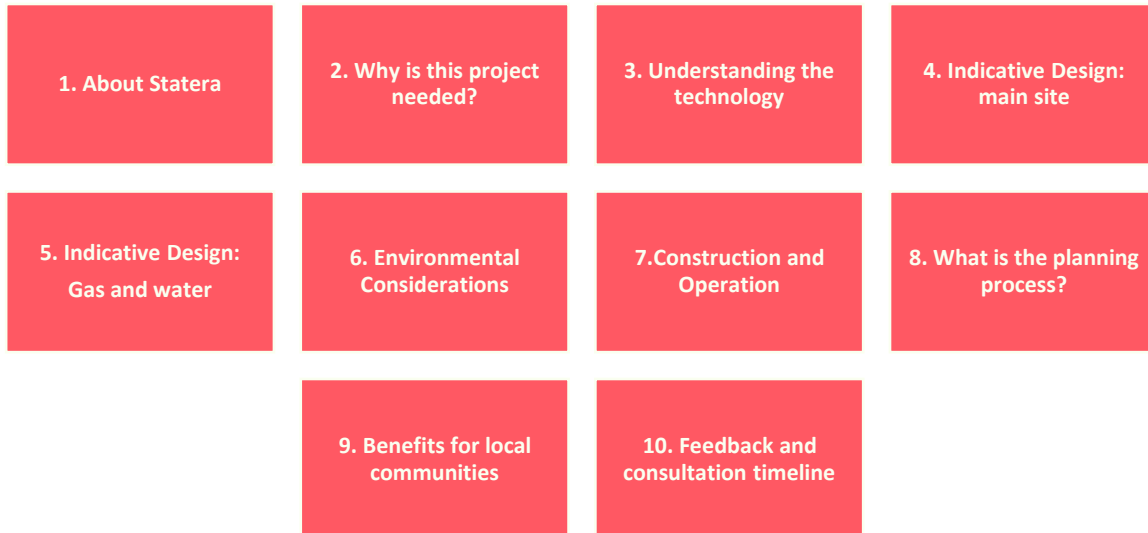 1. About Statera
2. Why is this project
needed?
3. Understanding the
technology
4. Indicative Design:
main site
5. Indicative Design:
Gas and water
6. Environmental
Considerations
7.Construction and
Operation
8. What is the planning
process?
9. Benefits for local
communities
10. Feedback and
consultation timeline